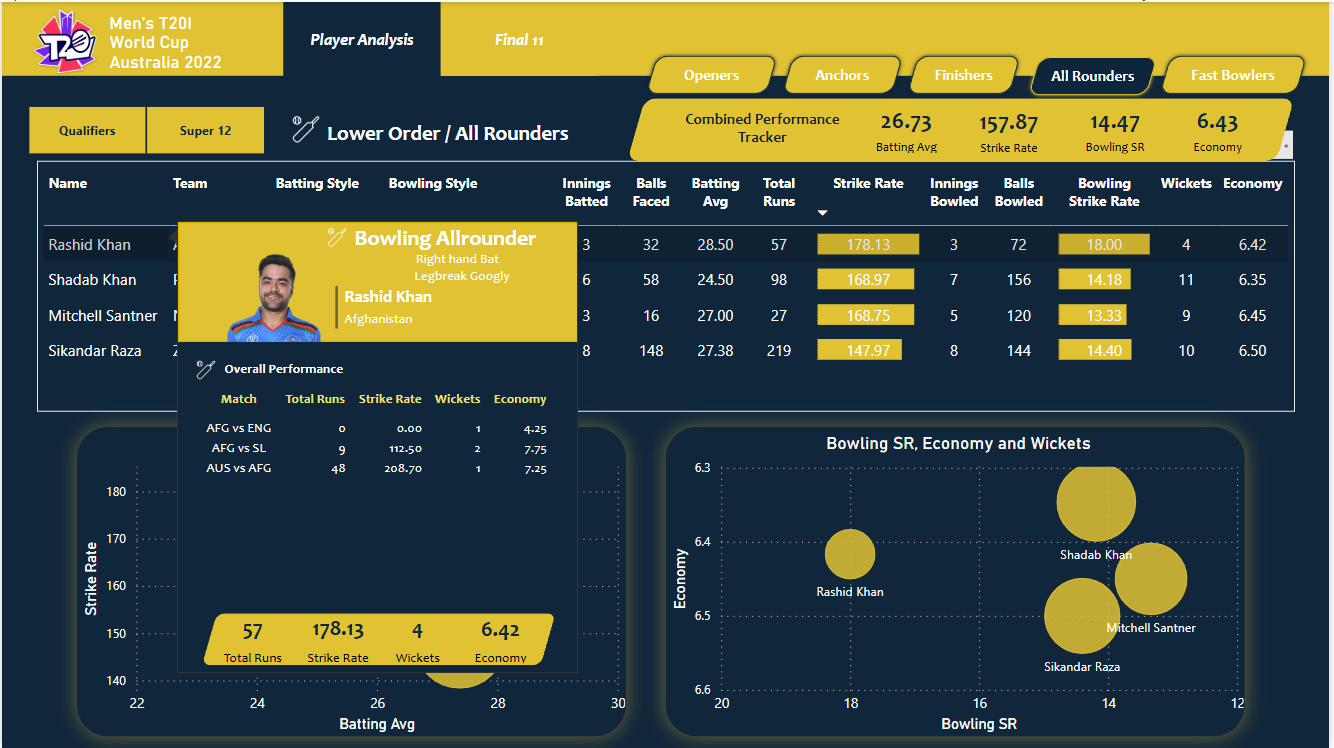 Men's T20I
World Cup
Australia 2022
T20
Player Analysis
Final 11
Openers
Anchors
Finishers
All Rounders
Fast Bowlers
Qualifiers
Super 12
Lower Order / All Rounders
Combined Performance
Tracker
26.73
Batting Avg
157.87
Strike Rate
14.47
Bowling SR
6.43
Economy
Name Team Batting Style Bowling Style Innings Batted Balls Faced Batting Avg Total Runs Strike Rate Innings Bowled Balls Bowled Bowling Strike Rate Wickets Economy
Rashid Khan 3 32 28.50 57 178.13 3 72 18.00 4 6.42
Shadab Khan 6 58 24.50 98 168.97 7 156 14.18 11 6.35
Mitchell Santner 3 16 27.00 27 168.75 5 120 13.33 9 6.45
Sikandar Raza 8 148 27.38 219 147.97 8 144 14.40 10 6.50
Bowling Allrounder
Right hand Bat
Legbreak Googly
Rashid Khan
Afghanistan
Overall Performance
Match Total Runs Strike Rate Wickets Economy
AFG vs ENG 0 0.00 1 4.25
AFG vs SL 9 112.50 2 7.75
AUS vs AFG 48 208.70 1 7.25
57
Total Runs
178.13
Strike Rate
4
Wickets
6.42
Economy
Strike Rate
180
170
160
150
140
22 24 26 28 30
Batting Avg
Bowling SR, Economy and Wickets
Economy
6.3
6.4
6.5
6.6
Shadab Khan
Rashid Khan
Mitchell Santner
Sikandar Raza
20 18 16 14 12
Bowling SR